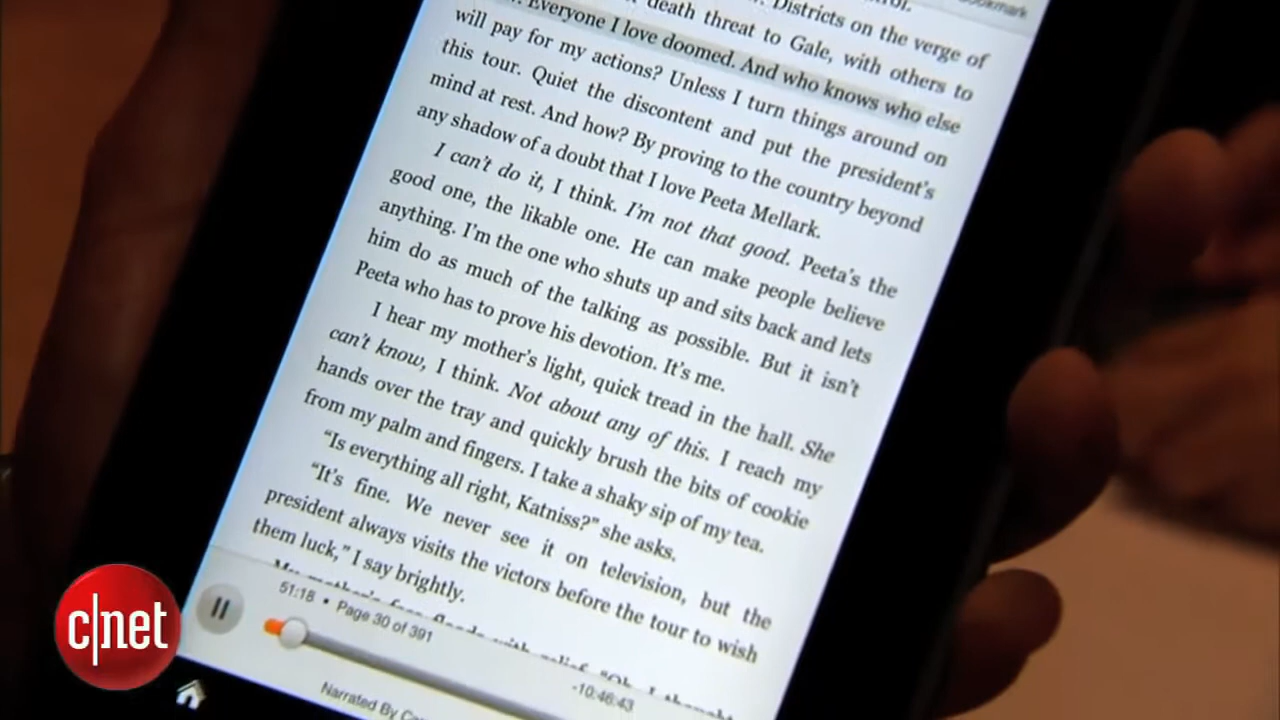 Bookmark
Districts on the verge of
death threat to Gale, with others to
Everyone I love doomed. And who knows who else
will pay for my actions? Unless I turn things around on
this tour. Quiet the discontent and put the president's
mind at rest. And how? By proving to the country beyond
any shadow of a doubt that I love Peeta Mellark.
I can't do it, I think. I'm not that good. Peeta's the
good one, the likable one. He can make people believe
anything. I'm the one who shuts up and sits back and lets
him do as much of the talking as possible. But it isn't
Peeta who has to prove his devotion. It's me.
I hear my mother's light, quick tread in the hall. She
can't know, I think. Not about any of this. I reach my
hands over the tray and quickly brush the bits of cookie
from my palm and fingers. I take a shaky sip of my tea.
“Is everything all right, Katniss?” she asks.
“It's fine. We never see it on television, but the
president always visits the victors before the tour to wish
them luck,” I say brightly.
51:18 • Page 30 of 391
-10:46:43
Narrated By
c|net